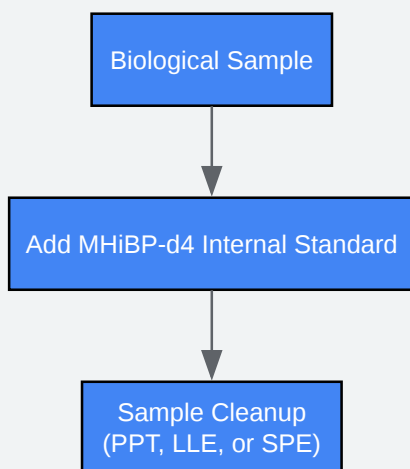 Biological Sample
Add MHiBP-d4 Internal Standard
Sample Cleanup
(PPT, LLE, or SPE)